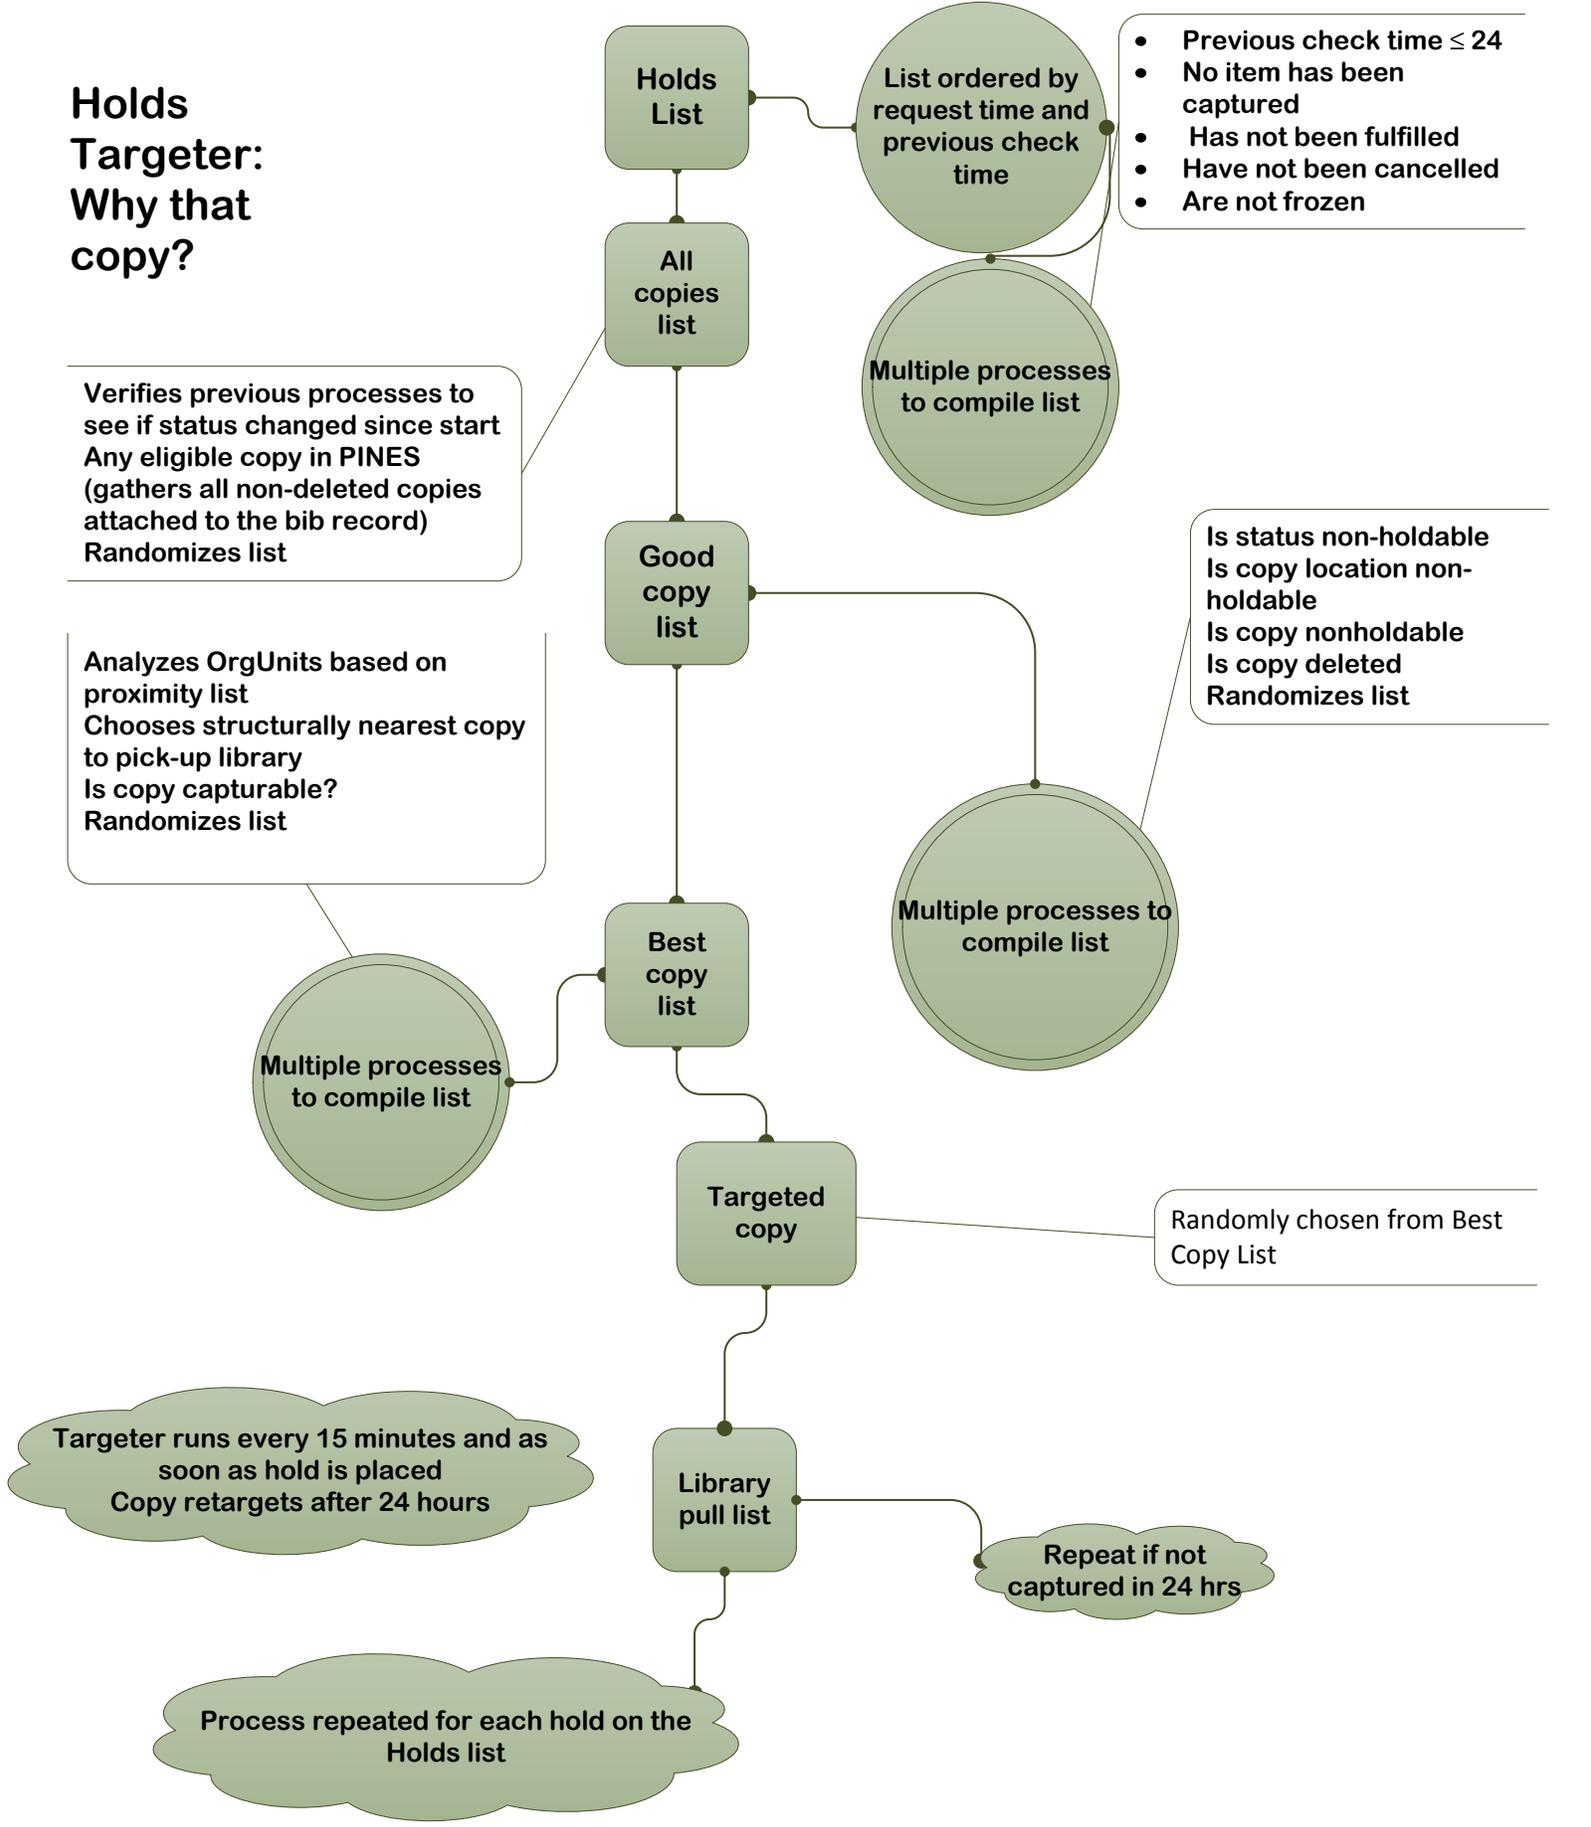 Holds
Targeter:
Why that
copy?
Holds
List
List ordered by
request time and
previous check
time
• Previous check time ≤ 24
• No item has been
captured
• Has not been fulfilled
• Have not been cancelled
• Are not frozen
All
copies
list
Multiple processes
to compile list
Verifies previous processes to
see if status changed since start
Any eligible copy in PINES
(gathers all non-deleted copies
attached to the bib record)
Randomizes list
Good
copy
list
Is status non-holdable
Is copy location non-
holdable
Is copy nonholdable
Is copy deleted
Randomizes list
Analyzes OrgUnits based on
proximity list
Chooses structurally nearest copy
to pick-up library
Is copy capturable?
Randomizes list
Multiple processes to
compile list
Best
copy
list
Multiple processes
to compile list
Targeted
copy
Randomly chosen from Best
Copy List
Targeter runs every 15 minutes and as
soon as hold is placed
Copy retargets after 24 hours
Library
pull list
Repeat if not
captured in 24 hrs
Process repeated for each hold on the
Holds list